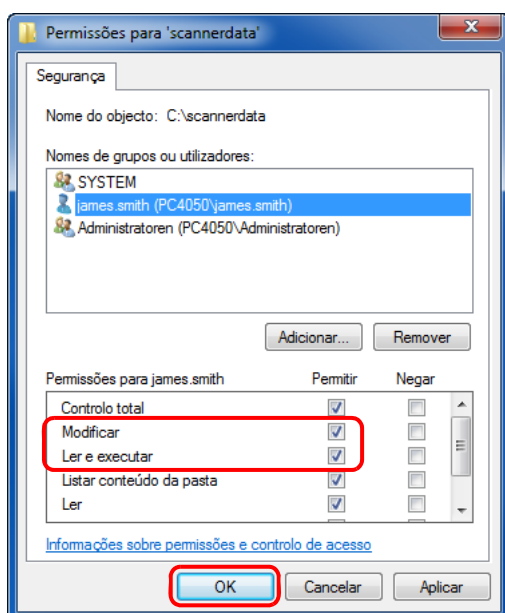 Permissões para 'scannerdata'
Segurança
Nome do objecto: C:\scannerdata
Nomes de grupos ou utilizadores:
SYSTEM
james.smith (PC4050\james.smith)
Administratoren (PC4050\Administratoren)
Adicionar... Remover
Permissões para james.smith Permitir Negar
Controlo total
Modificar
Ler e executar
Listar conteúdo da pasta
Ler
Informações sobre permissões e controlo de acesso
OK Cancelar Aplicar